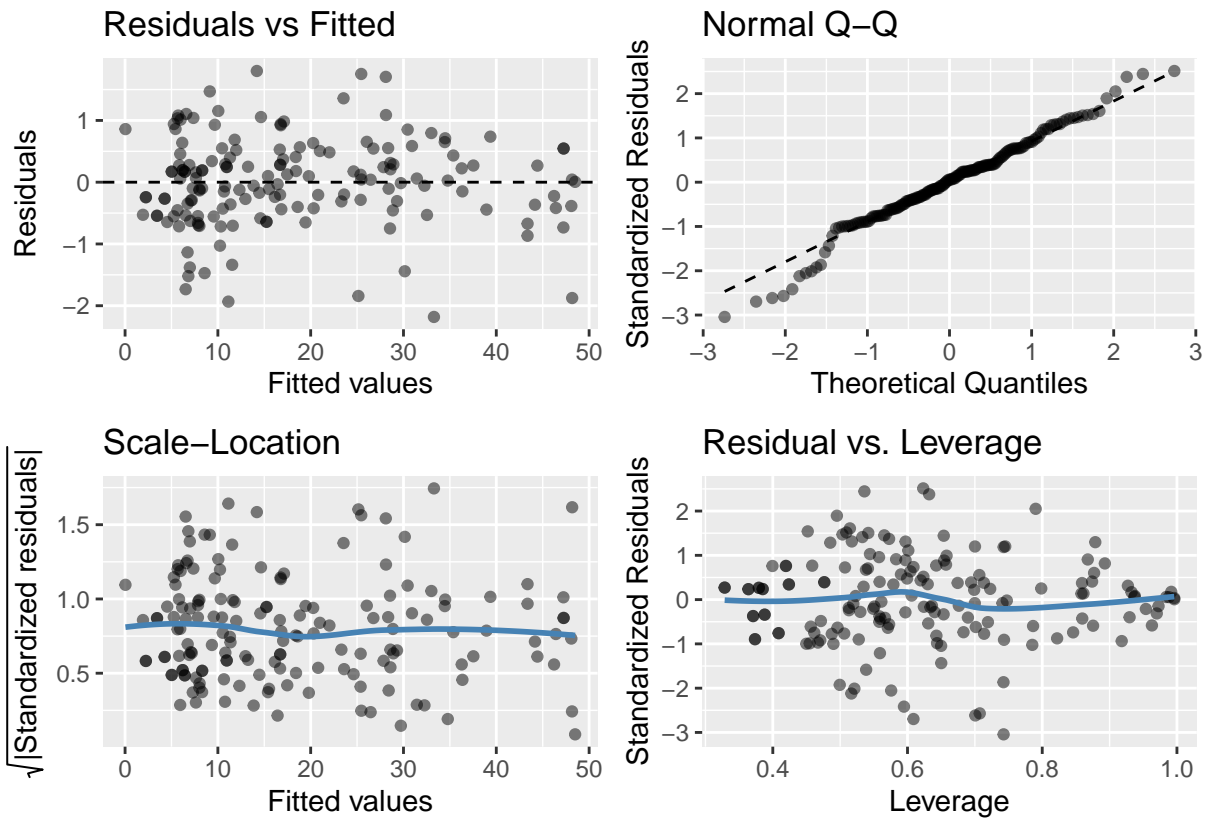 Residuals vs Fitted
Residuals
1
0
−1
−2
0 10 20 30 40 50
Fitted values
Normal Q−Q
Standardized Residuals
2
1
0
−1
−2
−3
−3 −2 −1 0 1 2 3
Theoretical Quantiles
Scale−Location
√|Standardized residuals|
1.5
1.0
0.5
0 10 20 30 40 50
Fitted values
Residual vs. Leverage
Standardized Residuals
2
1
0
−1
−2
−3
0.4 0.6 0.8 1.0
Leverage